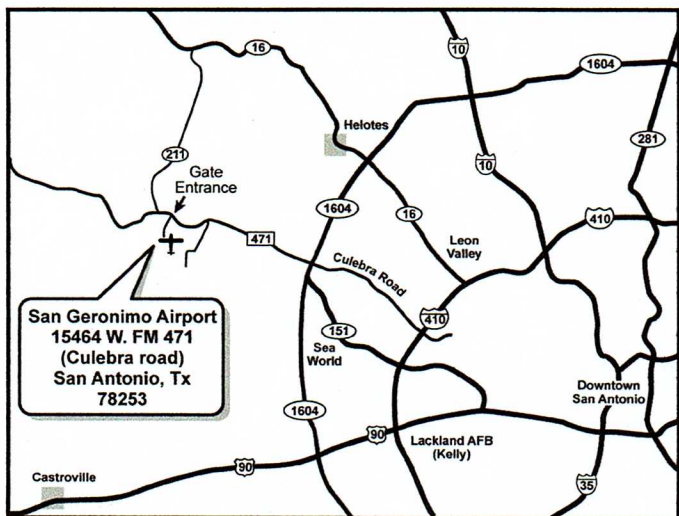 16
10
1604
Helotes
281
211
Gate
Entrance
10
1604
16
410
471
Leon
Valley
Culebra Road
San Geronimo Airport
15464 W. FM 471
(Culebra road)
San Antonio, Tx
78253
410
151
Sea
World
Downtown
San Antonio
1604
90
Lackland AFB
(Kelly)
90
Castroville
35